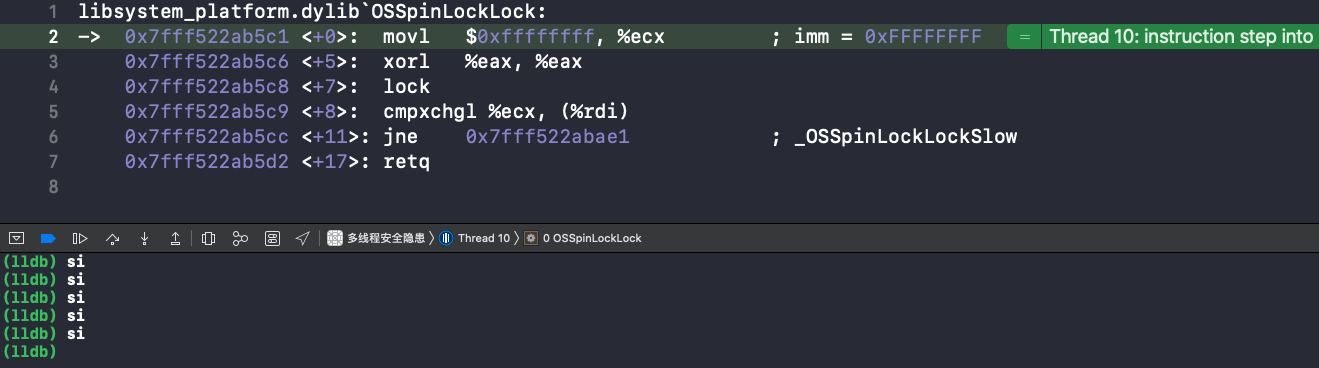 1 libsystem_platform.dylib`OSSpinLockLock:
2 -> 0x7fff522ab5c1 <+0>: movl $0xffffffff, %ecx ; imm = 0xFFFFFFFF = Thread 10: instruction step into
3 0x7fff522ab5c6 <+5>: xorl %eax, %eax
4 0x7fff522ab5c8 <+7>: lock
5 0x7fff522ab5c9 <+8>: cmpxchgl %ecx, (%rdi)
6 0x7fff522ab5cc <+11>: jne 0x7fff522abae1 ; _OSSpinLockLockSlow
7 0x7fff522ab5d2 <+17>: retq
8
多线程安全隐患 〉 Thread 10 〉 0 OSSpinLockLock
(lldb) si
(lldb) si
(lldb) si
(lldb) si
(lldb) si
(lldb)